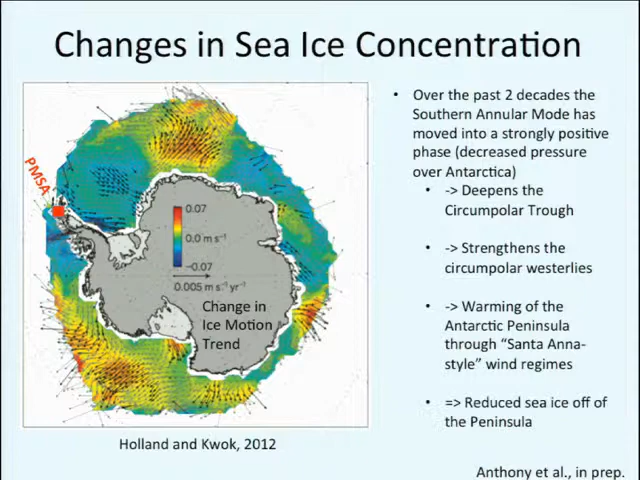 Changes in Sea Ice Concentration
PMSA
0.07
0.0 m s⁻¹
−0.07
0.005 m s⁻¹ yr⁻¹
Change in
Ice Motion
Trend
Holland and Kwok, 2012
• Over the past 2 decades the
Southern Annular Mode has
moved into a strongly positive
phase (decreased pressure
over Antarctica)
• -> Deepens the
Circumpolar Trough
• -> Strengthens the
circumpolar westerlies
• -> Warming of the
Antarctic Peninsula
through “Santa Anna-
style” wind regimes
• => Reduced sea ice off of
the Peninsula
Anthony et al., in prep.